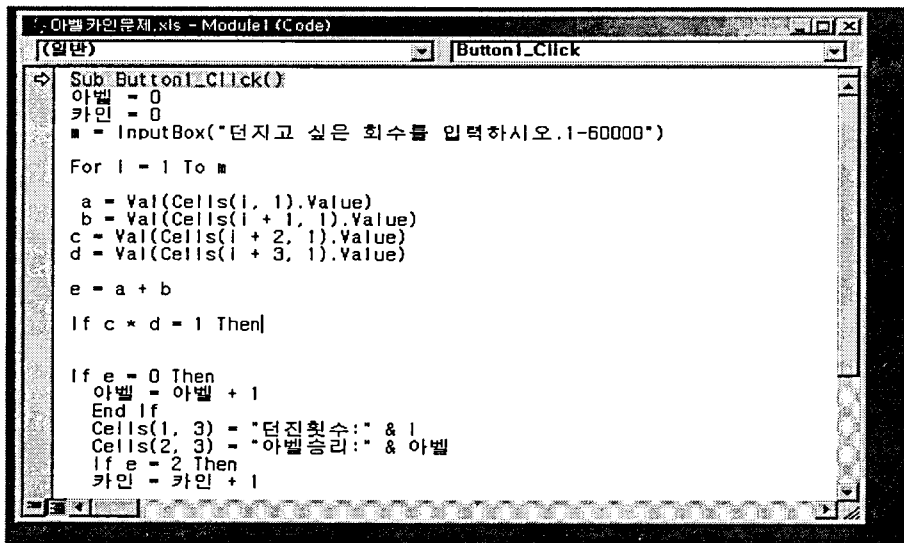 아벨카인문제.xls - Module1 (Code)
(일반) Button1_Click
Sub Button1_Click()
아벨 = 0
카인 = 0
m = InputBox("던지고 싶은 회수를 입력하시오.1-60000")
For i = 1 To m
a = Val(Cells(i, 1).Value)
b = Val(Cells(i + 1, 1).Value)
c = Val(Cells(i + 2, 1).Value)
d = Val(Cells(i + 3, 1).Value)
e = a + b
If c * d = 1 Then
If e = 0 Then
아벨 = 아벨 + 1
End If
Cells(1, 3) = "던진횟수:" & i
Cells(2, 3) = "아벨승리:" & 아벨
If e = 2 Then
카인 = 카인 + 1